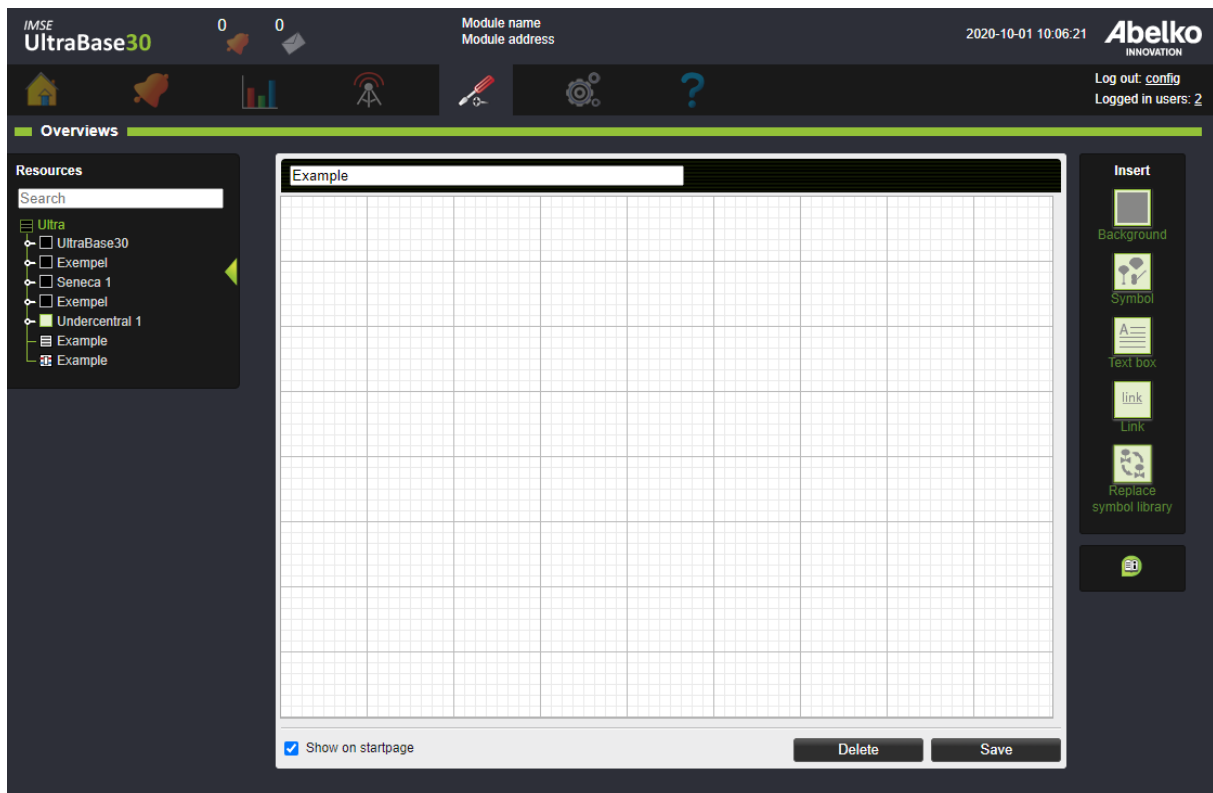 IMSE
UltraBase30
0
0
Module name
Module address
2020-10-01 10:06:21
Abelko
INNOVATION
Log out: config
Logged in users: 2
Overviews
Resources
Search
Ultra
UltraBase30
Exempel
Seneca 1
Exempel
Undercentral 1
Example
Example
Example
Show on startpage
Delete
Save
Insert
Background
Symbol
A
Text box
link
Link
Replace
symbol library